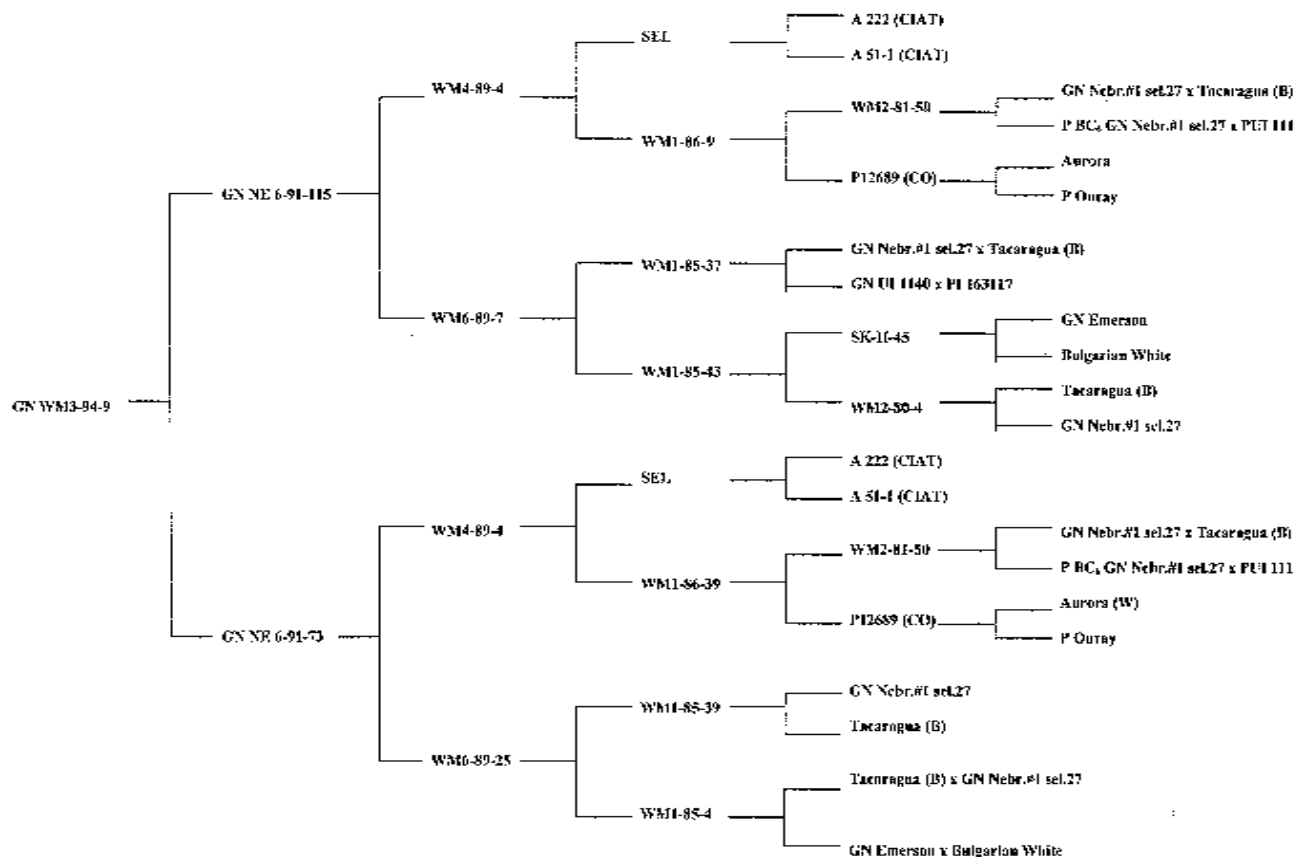 A 222 (CIAT)
SEL
A 51-1 (CIAT)
WM4-89-4
GN Nebr.#1 sel.27 x Tacaragua (B)
WM2-81-50
P BC₆ GN Nebr.#1 sel.27 x PUI 111
WM1-86-9
Aurora
P12689 (CO)
P Ouray
GN NE 6-91-115
GN Nebr.#1 sel.27 x Tacaragua (B)
WM1-85-37
GN UI 1140 x PI 163117
WM6-89-7
GN Emerson
SK-II-45
Bulgarian White
WM1-85-43
Tacaragua (B)
WM2-80-4
GN Nebr.#1 sel.27
GN WM3-94-9
A 222 (CIAT)
SEL
A 51-1 (CIAT)
WM4-89-4
GN Nebr.#1 sel.27 x Tacaragua (B)
WM2-81-50
P BC₆ GN Nebr.#1 sel.27 x PUI 111
WM1-86-39
Aurora (W)
P12689 (CO)
P Ouray
GN NE 6-91-73
GN Nebr.#1 sel.27
WM1-85-39
Tacaragua (B)
WM6-89-25
Tacaragua (B) x GN Nebr.#1 sel.27
WM1-85-4
GN Emerson x Bulgarian White